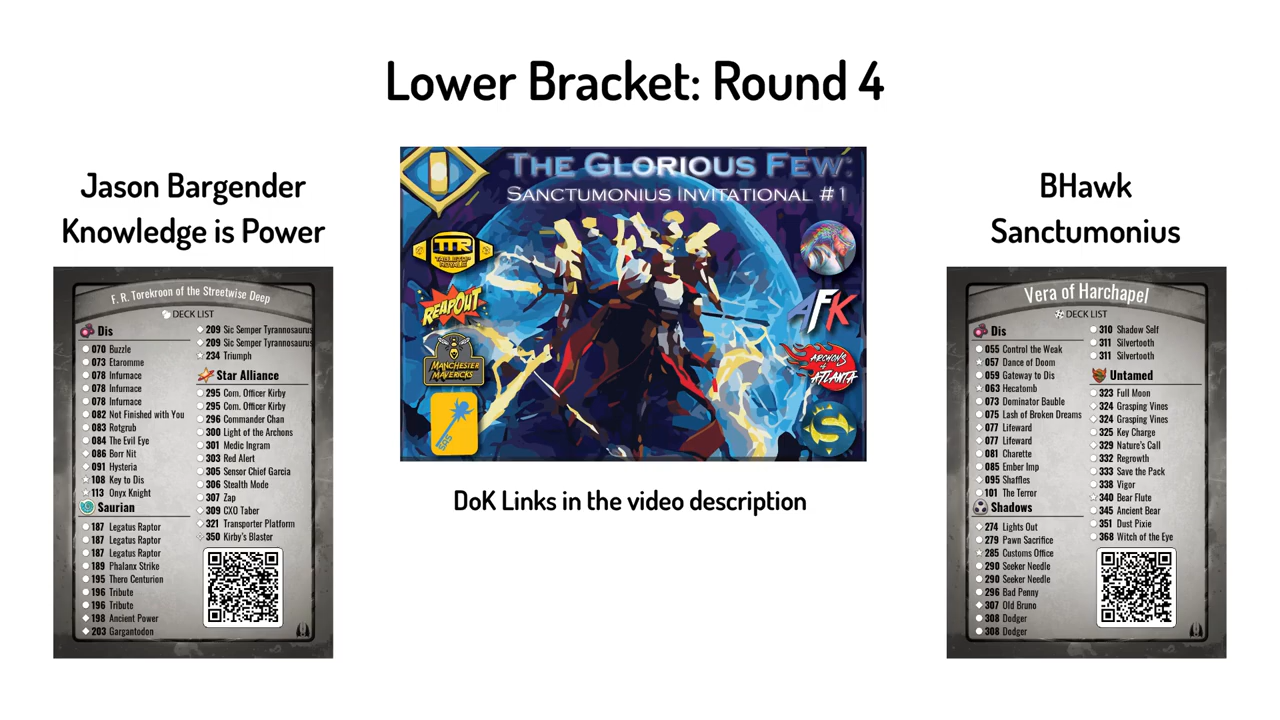 Lower Bracket: Round 4
Jason Bargender
Knowledge is Power
F. R. Torekroon of the Streetwise Deep
DECK LIST
Dis
070 Buzzle
073 Etaromme
078 Infurnace
078 Infurnace
078 Infurnace
082 Not Finished with You
083 Rotgrub
084 The Evil Eye
086 Borr Nit
091 Hysteria
108 Key to Dis
113 Onyx Knight
Saurian
187 Legatus Raptor
187 Legatus Raptor
187 Legatus Raptor
189 Phalanx Strike
195 Thero Centurion
196 Tribute
196 Tribute
198 Ancient Power
203 Gargantodon
209 Sic Semper Tyrannosaurus
209 Sic Semper Tyrannosaurus
234 Triumph
Star Alliance
295 Com. Officer Kirby
295 Com. Officer Kirby
296 Commander Chan
300 Light of the Archons
301 Medic Ingram
303 Red Alert
305 Sensor Chief Garcia
306 Stealth Mode
307 Zap
309 CXO Taber
321 Transporter Platform
350 Kirby's Blaster
The Glorious Few:
Sanctumonius Invitational #1
TTR
TABLETOP ROYALE
REAPOUT
MANCHESTER
MAVERICKS
SAS
AFK
ARCHONS
OF
ATLANTA
S
DoK Links in the video description
BHawk
Sanctumonius
Vera of Harchapel
DECK LIST
Dis
055 Control the Weak
057 Dance of Doom
059 Gateway to Dis
063 Hecatomb
073 Dominator Bauble
075 Lash of Broken Dreams
077 Lifeward
077 Lifeward
081 Charette
085 Ember Imp
095 Shaffles
101 The Terror
Shadows
274 Lights Out
279 Pawn Sacrifice
285 Customs Office
290 Seeker Needle
290 Seeker Needle
296 Bad Penny
307 Old Bruno
308 Dodger
308 Dodger
310 Shadow Self
311 Silvertooth
311 Silvertooth
Untamed
323 Full Moon
324 Grasping Vines
324 Grasping Vines
325 Key Charge
329 Nature's Call
332 Regrowth
333 Save the Pack
338 Vigor
340 Bear Flute
345 Ancient Bear
351 Dust Pixie
368 Witch of the Eye